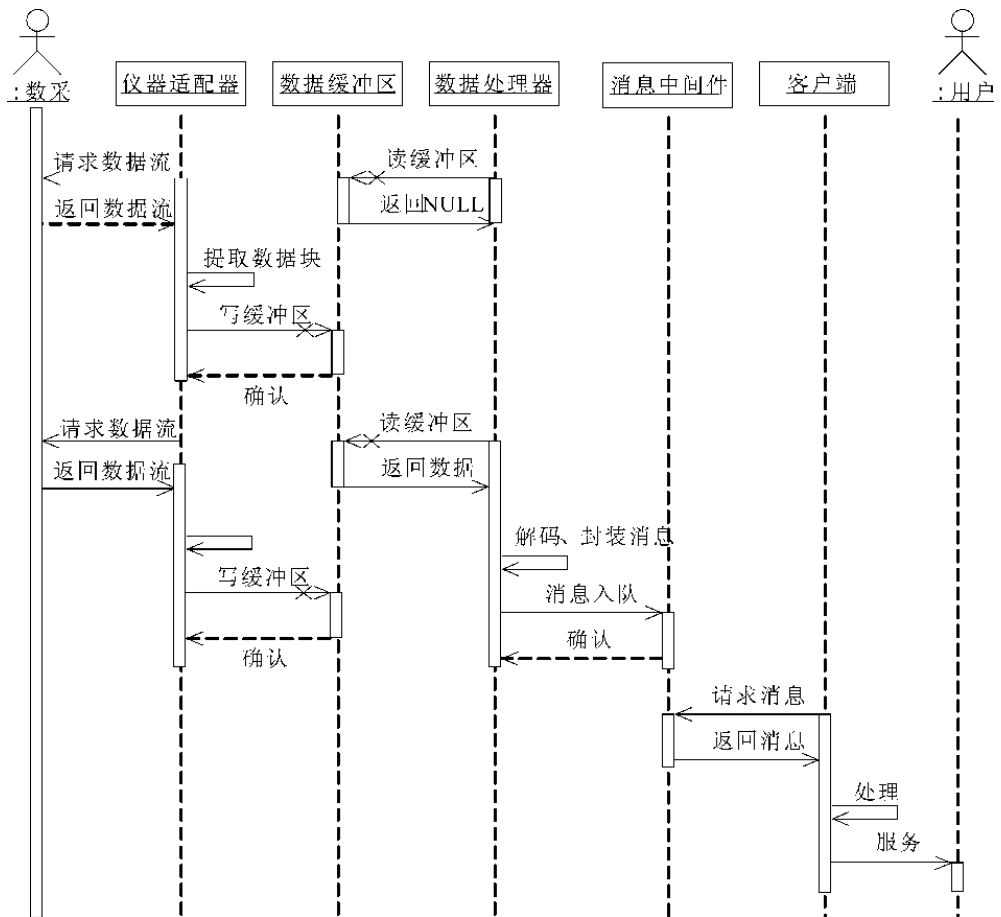 :数采
仪器适配器
数据缓冲区
数据处理器
消息中间件
客户端
:用户
请求数据流
读缓冲区
返回数据流
返回NULL
提取数据块
写缓冲区
确认
请求数据流
读缓冲区
返回数据流
返回数据
解码、封装消息
写缓冲区
消息入队
确认
确认
请求消息
返回消息
处理
服务